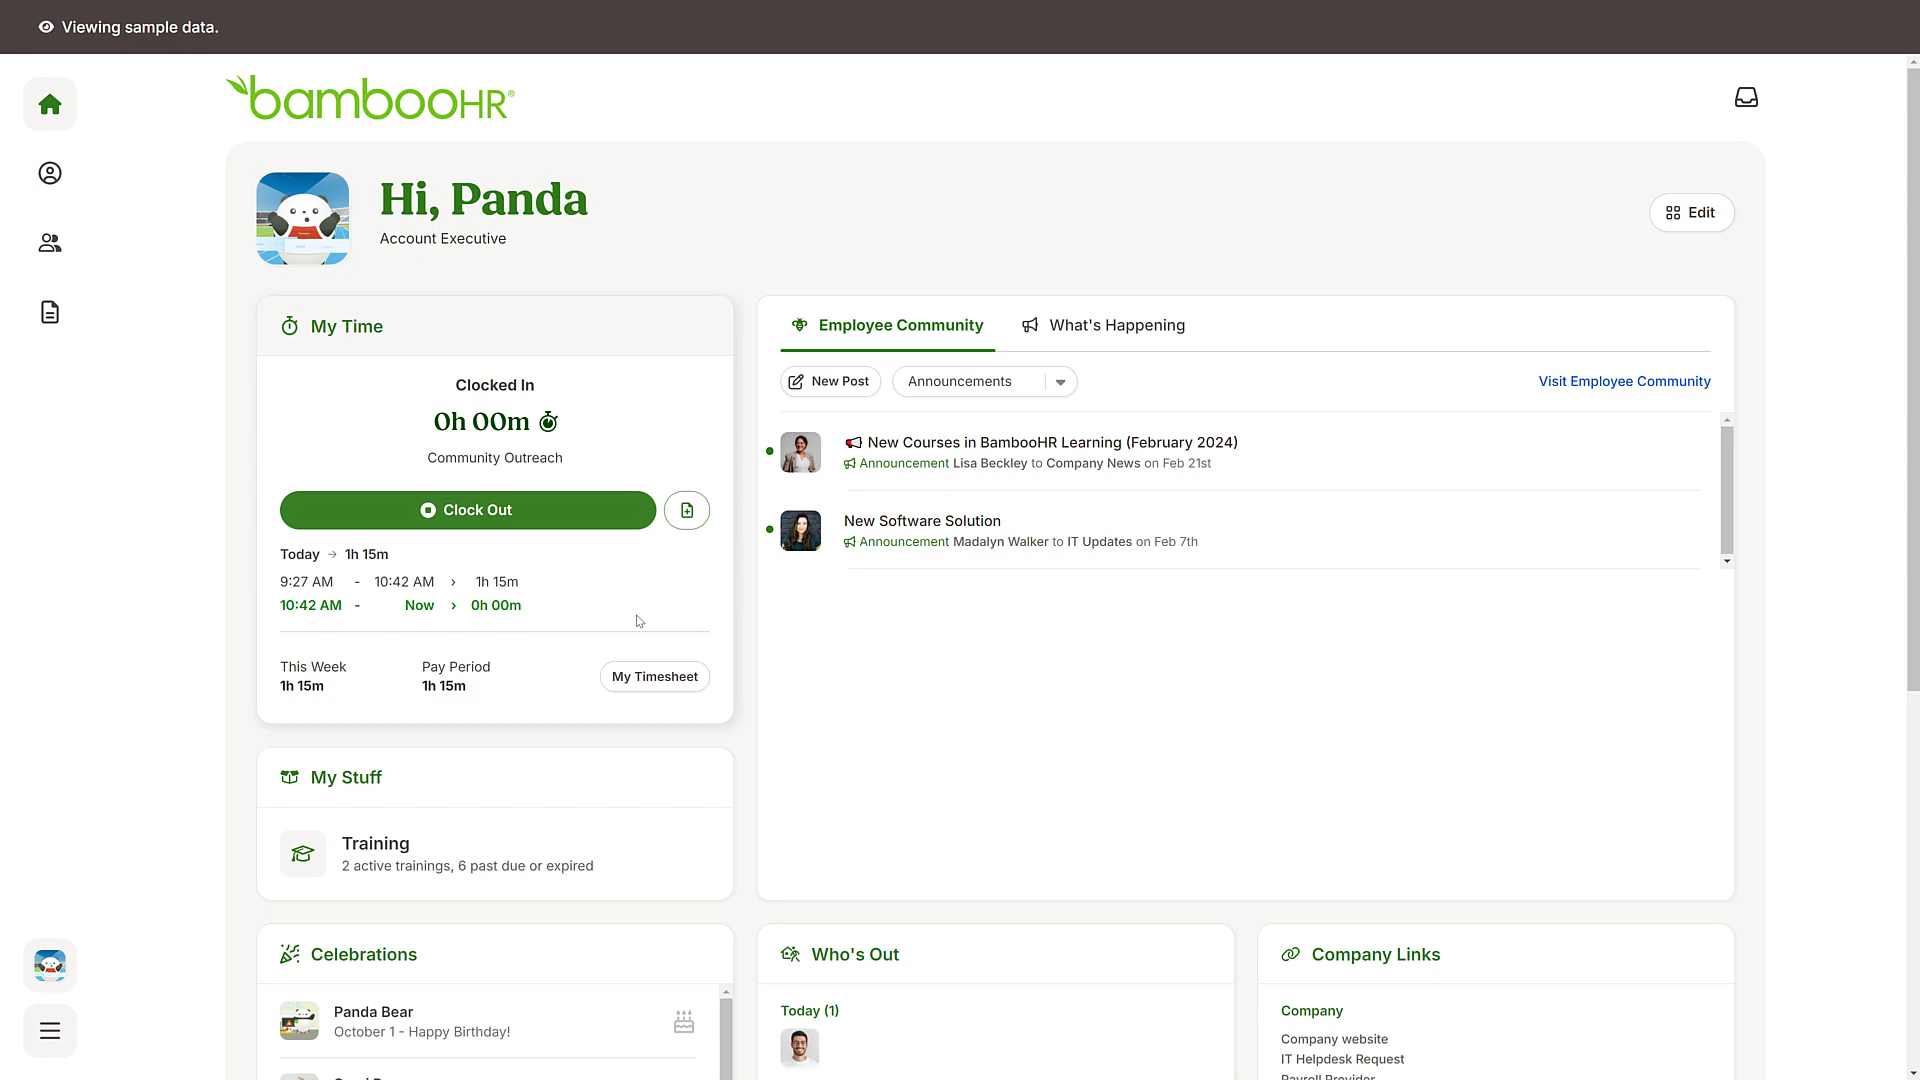 Viewing sample data.
bambooHR®
Hi, Panda
Account Executive
Edit
My Time
Clocked In
0h 00m
Community Outreach
Clock Out
Today → 1h 15m
9:27 AM - 10:42 AM › 1h 15m
10:42 AM - Now › 0h 00m
This Week
1h 15m
Pay Period
1h 15m
My Timesheet
Employee Community
What's Happening
New Post
Announcements
Visit Employee Community
New Courses in BambooHR Learning (February 2024)
Announcement Lisa Beckley to Company News on Feb 21st
New Software Solution
Announcement Madalyn Walker to IT Updates on Feb 7th
My Stuff
Training
2 active trainings, 6 past due or expired
Celebrations
Panda Bear
October 1 - Happy Birthday!
Who's Out
Today (1)
Company Links
Company
Company website
IT Helpdesk Request
Payroll Provider